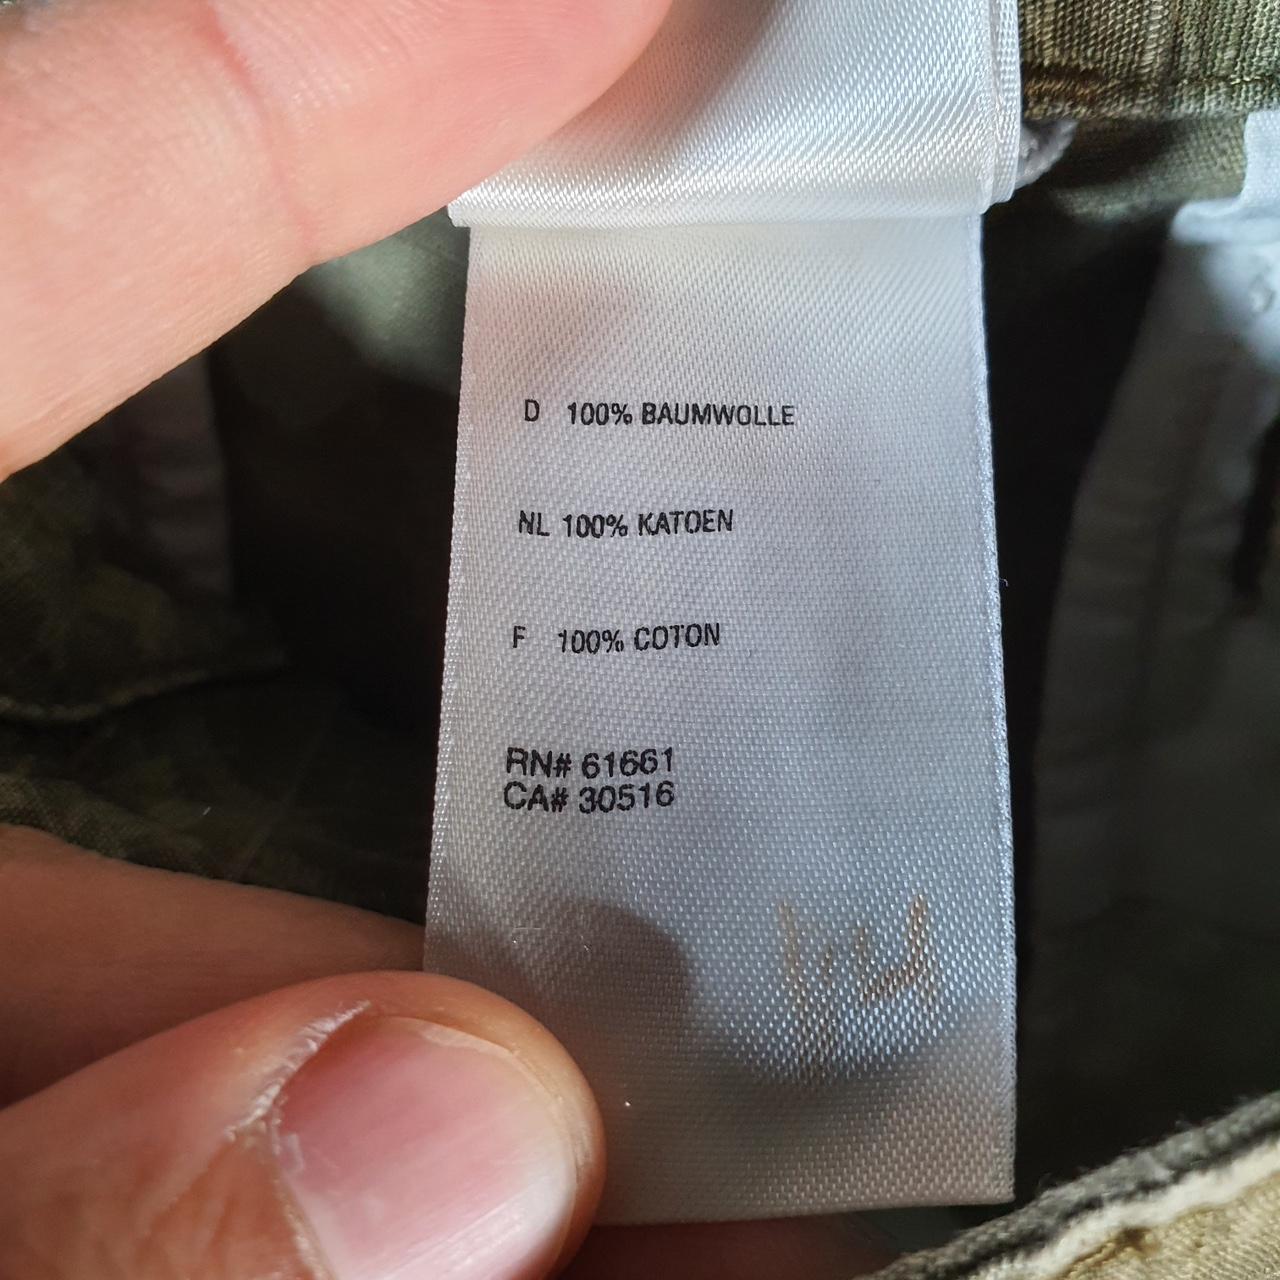 D 100% BAUMWOLLE
NL 100% KATOEN
F 100% COTON
RN# 61661
CA# 30516